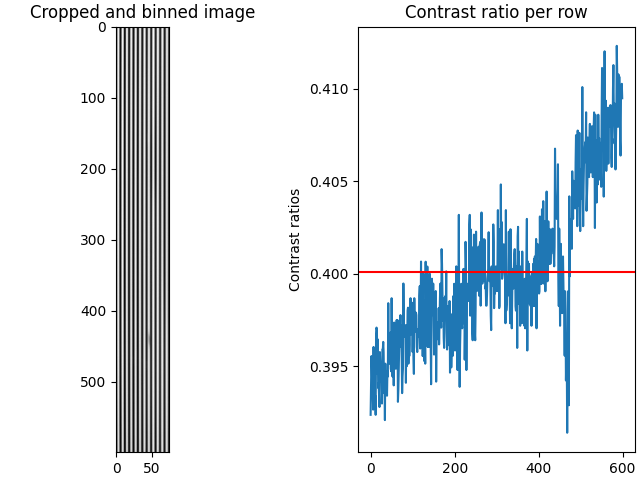 Cropped and binned image
0
100
200
300
400
500
0 50
Contrast ratio per row
Contrast ratios
0.410
0.405
0.400
0.395
0 200 400 600